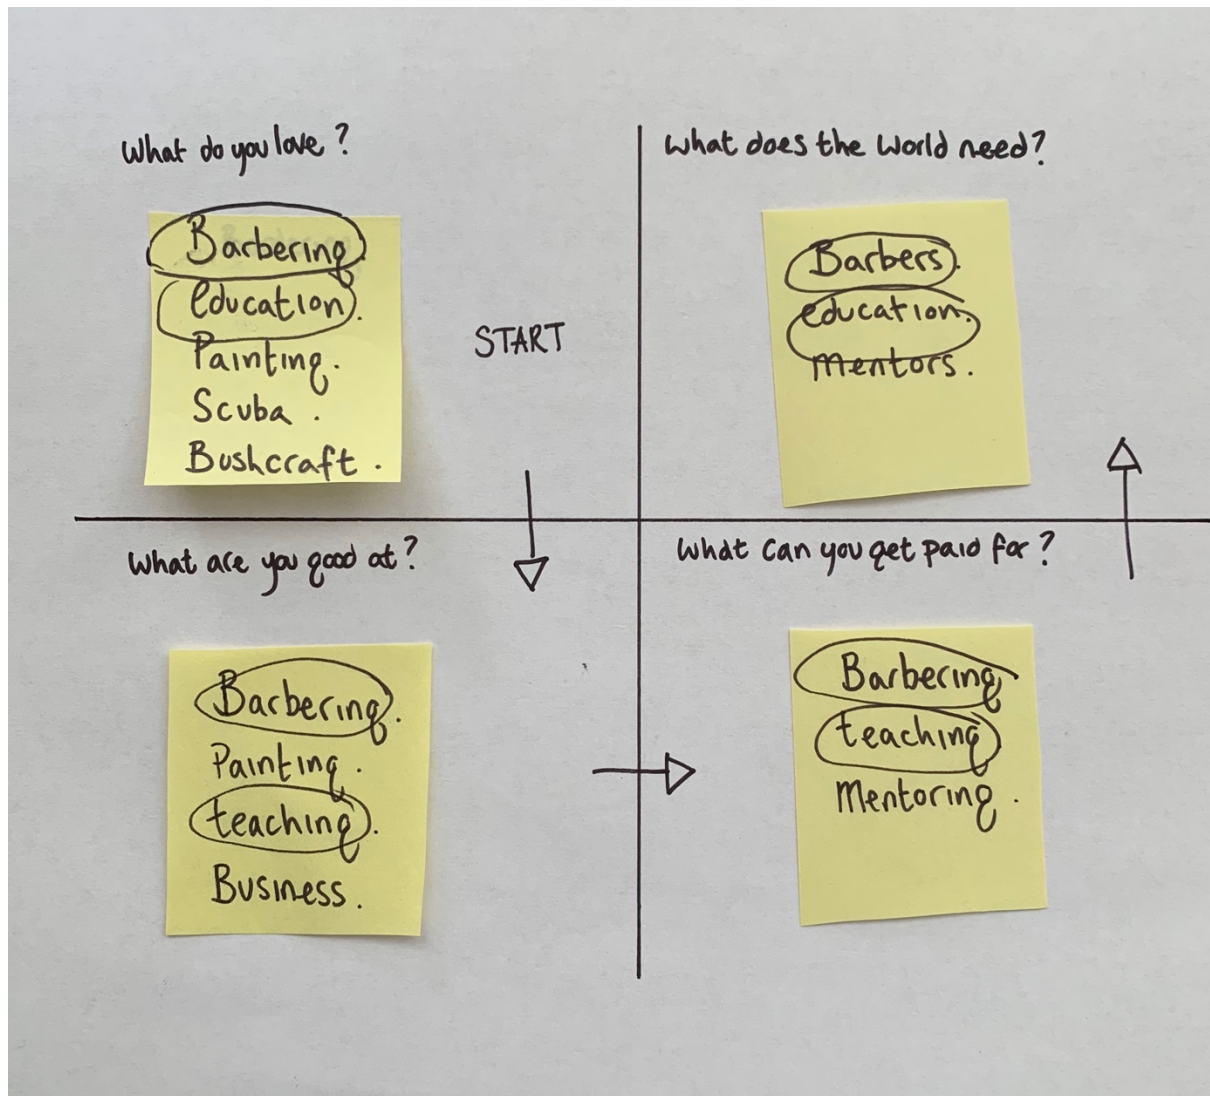 What do you love?
Barbering
education.
Painting.
Scuba.
Bushcraft.
START
What does the World need?
Barbers.
education.
Mentors.
What are you good at?
Barbering.
Painting.
teaching.
Business.
What can you get paid for?
Barbering
teaching
Mentoring.